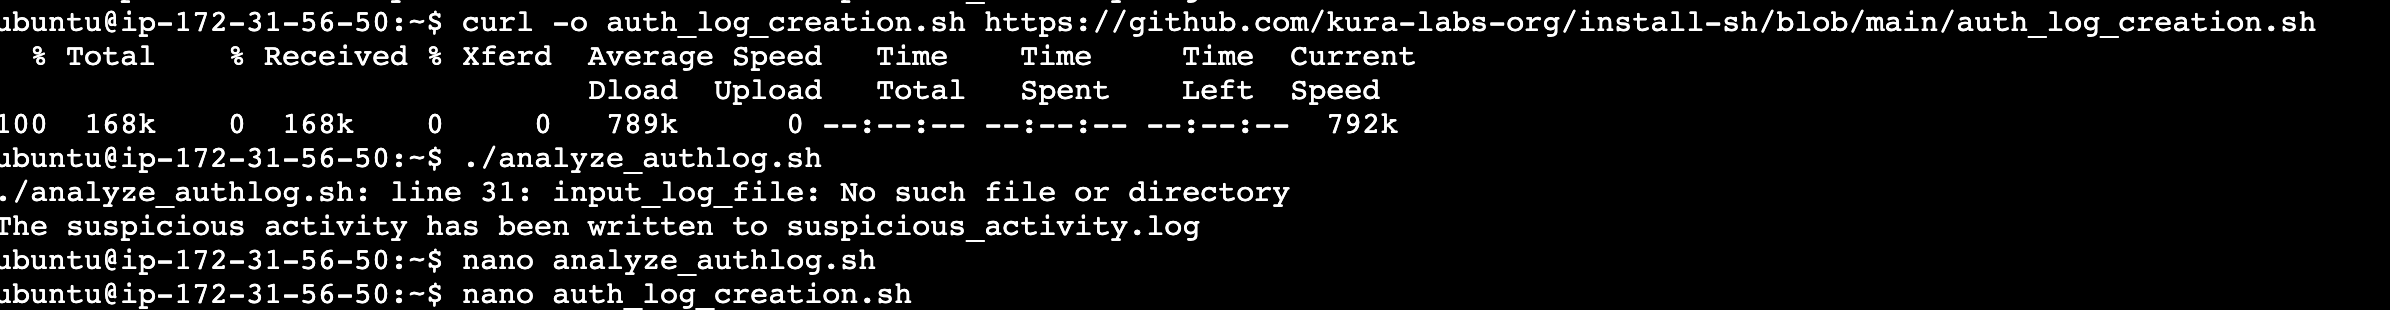 ubuntu@ip-172-31-56-50:~$ curl -o auth_log_creation.sh https://github.com/kura-labs-org/install-sh/blob/main/auth_log_creation.sh
% Total % Received % Xferd Average Speed Time Time Time Current
Dload Upload Total Spent Left Speed
100 168k 0 168k 0 0 789k 0 --:--:-- --:--:-- --:--:-- 792k
ubuntu@ip-172-31-56-50:~$ ./analyze_authlog.sh
./analyze_authlog.sh: line 31: input_log_file: No such file or directory
The suspicious activity has been written to suspicious_activity.log
ubuntu@ip-172-31-56-50:~$ nano analyze_authlog.sh
ubuntu@ip-172-31-56-50:~$ nano auth_log_creation.sh